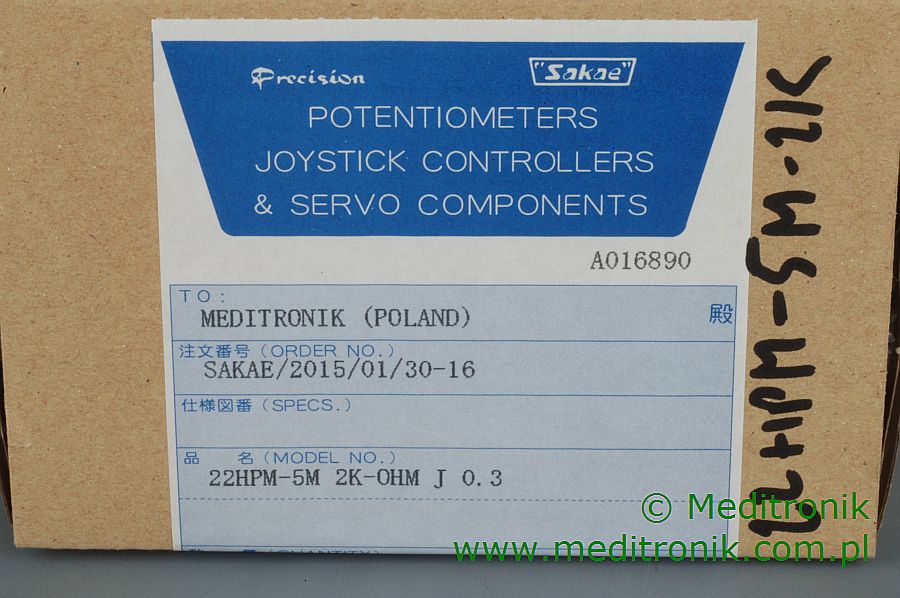 Precision
"Sakae"
POTENTIOMETERS
JOYSTICK CONTROLLERS
& SERVO COMPONENTS
A016890
TO:
MEDITRONIK (POLAND) 殿
注文番号 (ORDER NO.)
SAKAE/2015/01/30-16
仕様図番 (SPECS.)
品 名 (MODEL NO.)
22HPM-5M 2K-OHM J 0.3
(QUANTITY)
22HPM-5M-2K
© Meditronik
www.meditronik.com.pl